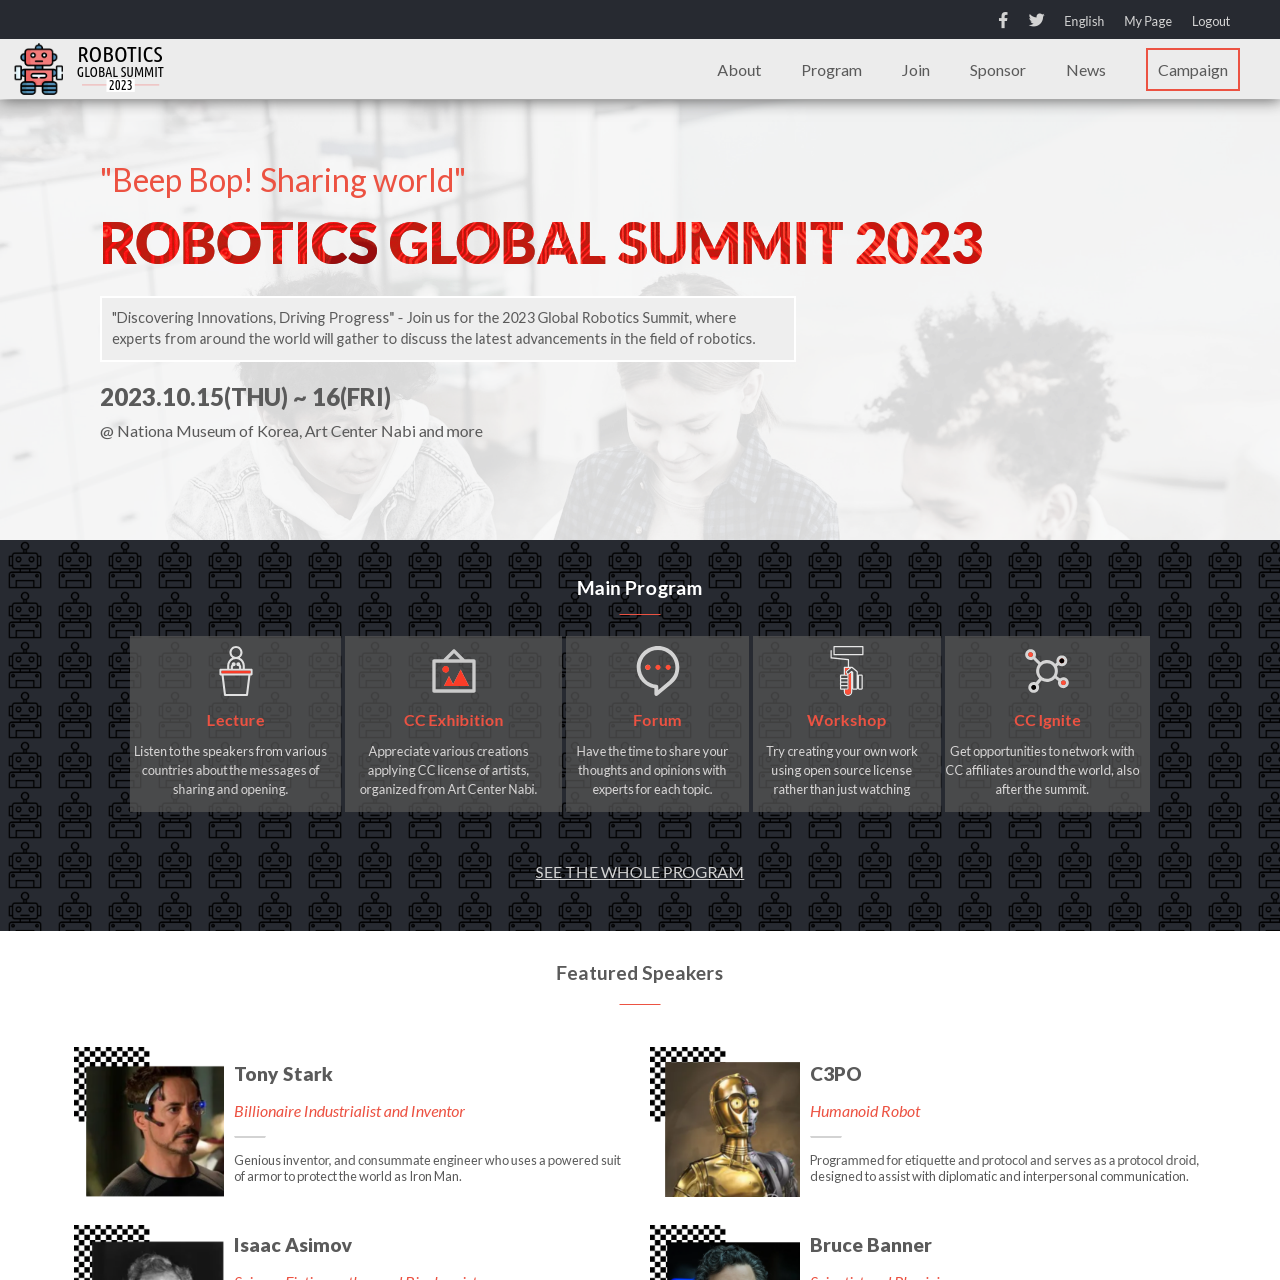 English My Page Logout
ROBOTICS
GLOBAL SUMMIT
2023
About Program Join Sponsor News Campaign
"Beep Bop! Sharing world"
ROBOTICS GLOBAL SUMMIT 2023
"Discovering Innovations, Driving Progress" - Join us for the 2023 Global Robotics Summit, where
experts from around the world will gather to discuss the latest advancements in the field of robotics.
2023.10.15(THU) ~ 16(FRI)
@ Nationa Museum of Korea, Art Center Nabi and more
Main Program
Lecture
Listen to the speakers from various
countries about the messages of
sharing and opening.
CC Exhibition
Appreciate various creations
applying CC license of artists,
organized from Art Center Nabi.
Forum
Have the time to share your
thoughts and opinions with
experts for each topic.
Workshop
Try creating your own work
using open source license
rather than just watching
CC Ignite
Get opportunities to network with
CC affiliates around the world, also
after the summit.
SEE THE WHOLE PROGRAM
Featured Speakers
Tony Stark
Billionaire Industrialist and Inventor
Genious inventor, and consummate engineer who uses a powered suit
of armor to protect the world as Iron Man.
C3PO
Humanoid Robot
Programmed for etiquette and protocol and serves as a protocol droid,
designed to assist with diplomatic and interpersonal communication.
Isaac Asimov
Bruce Banner